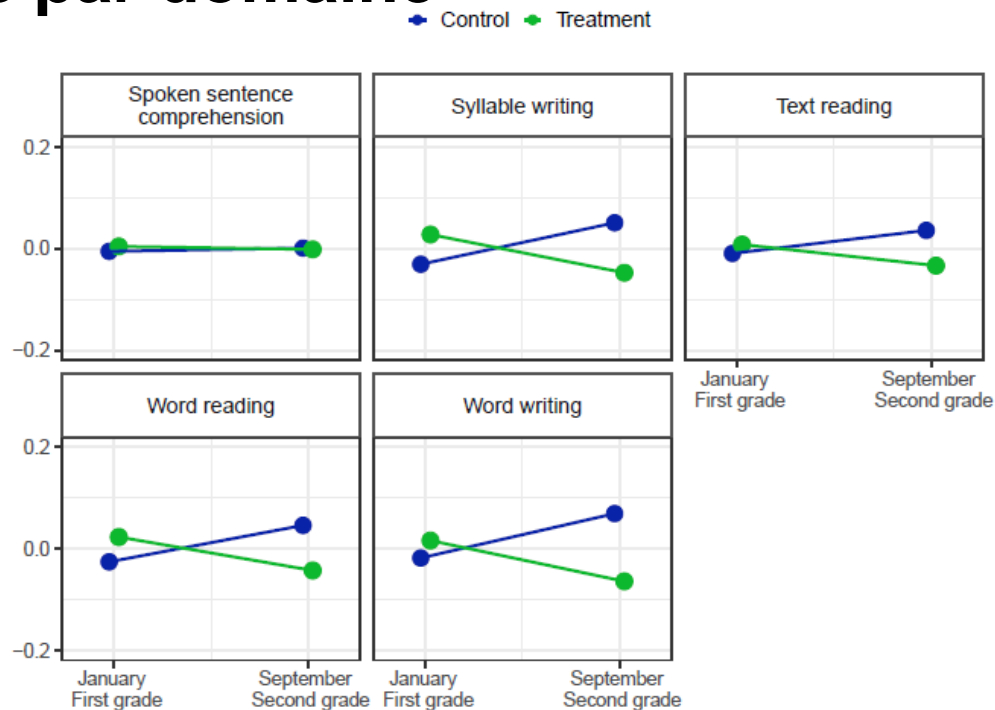 par domaine
Control Treatment
Spoken sentence
comprehension
Syllable writing
Text reading
0.2
0.0
−0.2
January
First grade
September
Second grade
Word reading
Word writing
0.2
0.0
−0.2
January
First grade
September
Second grade
January
First grade
September
Second grade